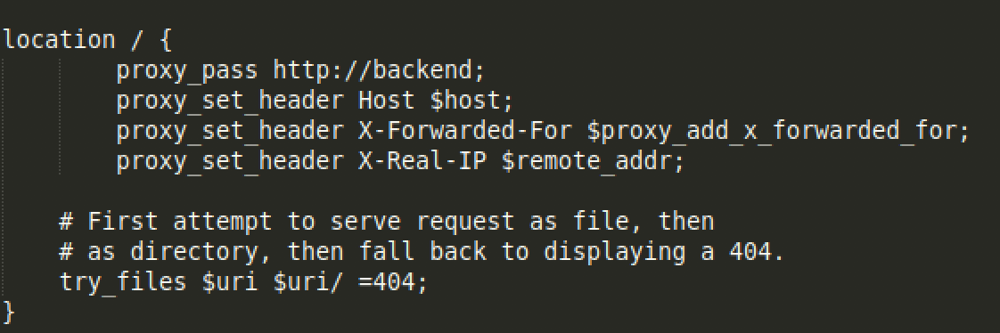 location / {
proxy_pass http://backend;
proxy_set_header Host $host;
proxy_set_header X-Forwarded-For $proxy_add_x_forwarded_for;
proxy_set_header X-Real-IP $remote_addr;
# First attempt to serve request as file, then
# as directory, then fall back to displaying a 404.
try_files $uri $uri/ =404;
}